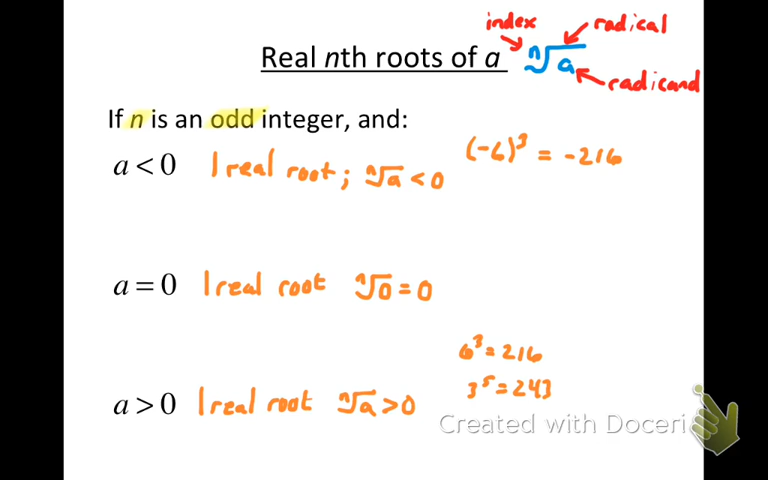 index
radical
Real nth roots of a ⁿ√a
radicand
If n is an odd integer, and:
a < 0 1 real root; ⁿ√a < 0 (-6)³ = -216
a = 0 1 real root ⁿ√0 = 0
6³ = 216
3⁵ = 243
a > 0 1 real root ⁿ√a > 0
Created with Doceri